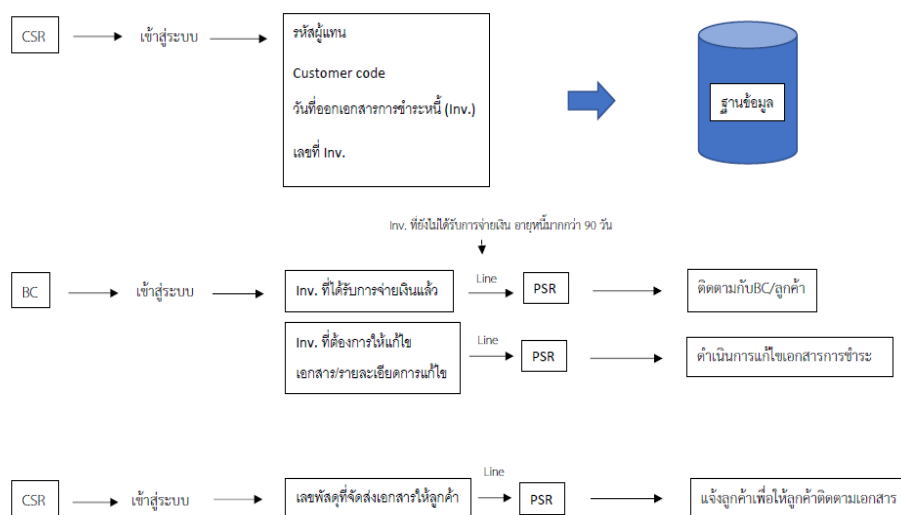 CSR
เข้าสู่ระบบ
รหัสผู้แทน
Customer code
วันที่ออกเอกสารการชำระหนี้ (Inv.)
เลขที่ Inv.
ฐานข้อมูล
Inv. ที่ยังไม่ได้รับการจ่ายเงิน อายุหนี้มากกว่า 90 วัน
BC
เข้าสู่ระบบ
Inv. ที่ได้รับการจ่ายเงินแล้ว
Line
PSR
ติดตามกับBC/ลูกค้า
Inv. ที่ต้องการให้แก้ไข
เอกสาร/รายละเอียดการแก้ไข
Line
PSR
ดำเนินการแก้ไขเอกสารการชำระ
CSR
เข้าสู่ระบบ
เลขพัสดุที่จัดส่งเอกสารให้ลูกค้า
Line
PSR
แจ้งลูกค้าเพื่อให้ลูกค้าติดตามเอกสาร